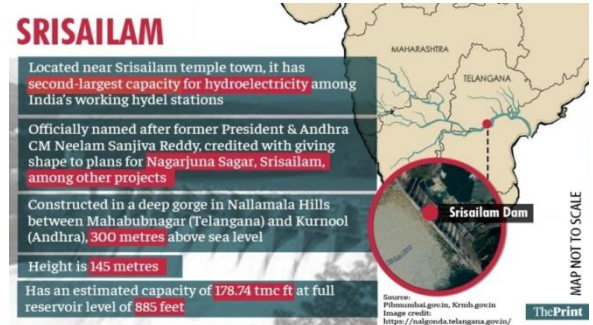 SRISAILAM
Located near Srisailam temple town, it has
second-largest capacity for hydroelectricity among
India's working hydel stations
Officially named after former President & Andhra
CM Neelam Sanjiva Reddy, credited with giving
shape to plans for Nagarjuna Sagar, Srisailam,
among other projects
Constructed in a deep gorge in Nallamala Hills
between Mahabubnagar (Telangana) and Kurnool
(Andhra), 300 metres above sea level
Height is 145 metres
Has an estimated capacity of 178.74 tmc ft at full
reservoir level of 885 feet
MAHARASHTRA
TELANGANA
Srisailam Dam
MAP NOT TO SCALE
Source:
Pibmumbai.gov.in, Krmb.gov.in
Image credit:
https://nalgonda.telangana.gov.in/
ThePrint